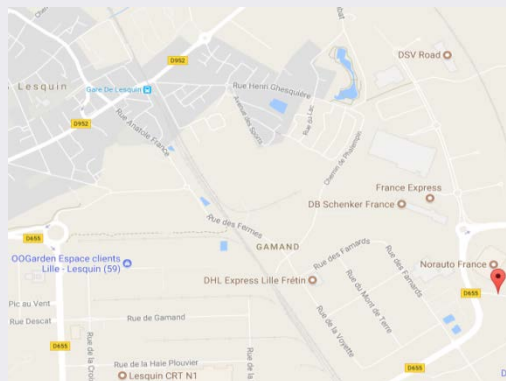 DSV Road
D952
Gare De Lesquin
Lesquin
Rue Henri Ghesquière
Avenue des Sports
Rue du Lac
D952
Rue Anatole France
Chemin de Phalempin
France Express
DB Schenker France
Rue des Fermes
D655
GAMAND
Rue des Famards
Rue des Famards
OOGarden Espace clients
Lille - Lesquin (59)
Norauto France
DHL Express Lille Frétin
Rue du Mont de Terre
D655
Pic au Vent
Rue Descat
Rue de Gamand
Rue de la Voyette
D655
Rue de la Haie Plouvier
D655
Lesquin CRT N1